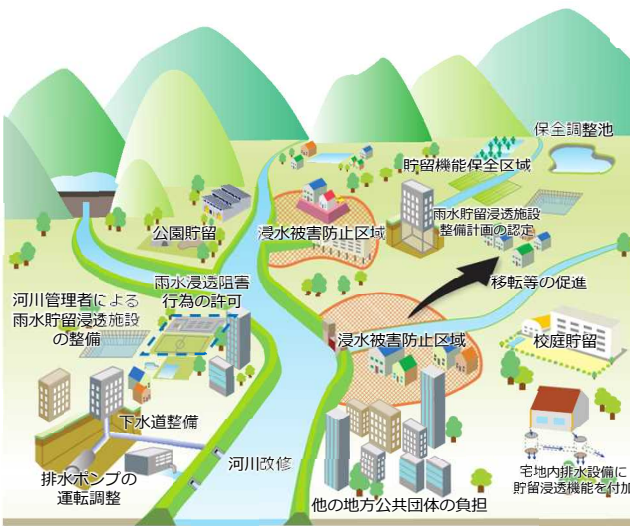 保全調整池
貯留機能保全区域
雨水貯留浸透施設
整備計画の認定
公園貯留
浸水被害防止区域
移転等の促進
雨水浸透阻害
行為の許可
河川管理者による
雨水貯留浸透施設
の整備
浸水被害防止区域
校庭貯留
下水道整備
河川改修
排水ポンプの
運転調整
宅地内排水設備に
貯留浸透機能を付加
他の地方公共団体の負担